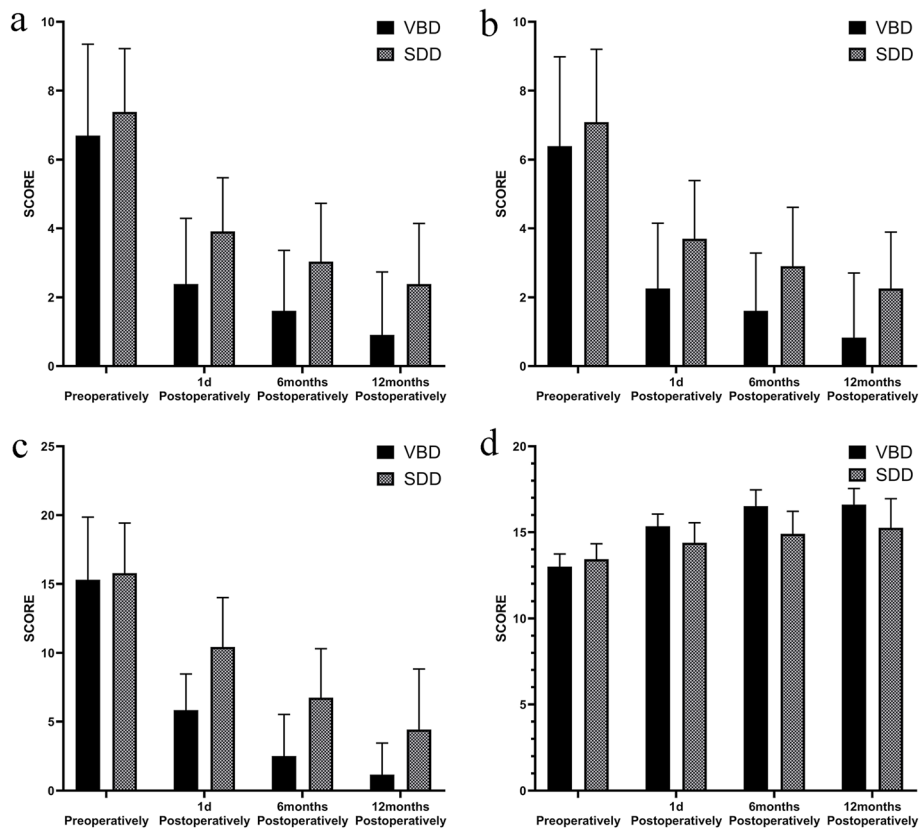 a
VBD
SDD
10
8
6
4
2
0
SCORE
Preoperatively
1d
Postoperatively
6months
Postoperatively
12months
Postoperatively
b
VBD
SDD
10
8
6
4
2
0
SCORE
Preoperatively
1d
Postoperatively
6months
Postoperatively
12months
Postoperatively
c
VBD
SDD
25
20
15
10
5
0
SCORE
Preoperatively
1d
Postoperatively
6months
Postoperatively
12months
Postoperatively
d
VBD
SDD
20
15
10
5
0
SCORE
Preoperatively
1d
Postoperatively
6months
Postoperatively
12months
Postoperatively